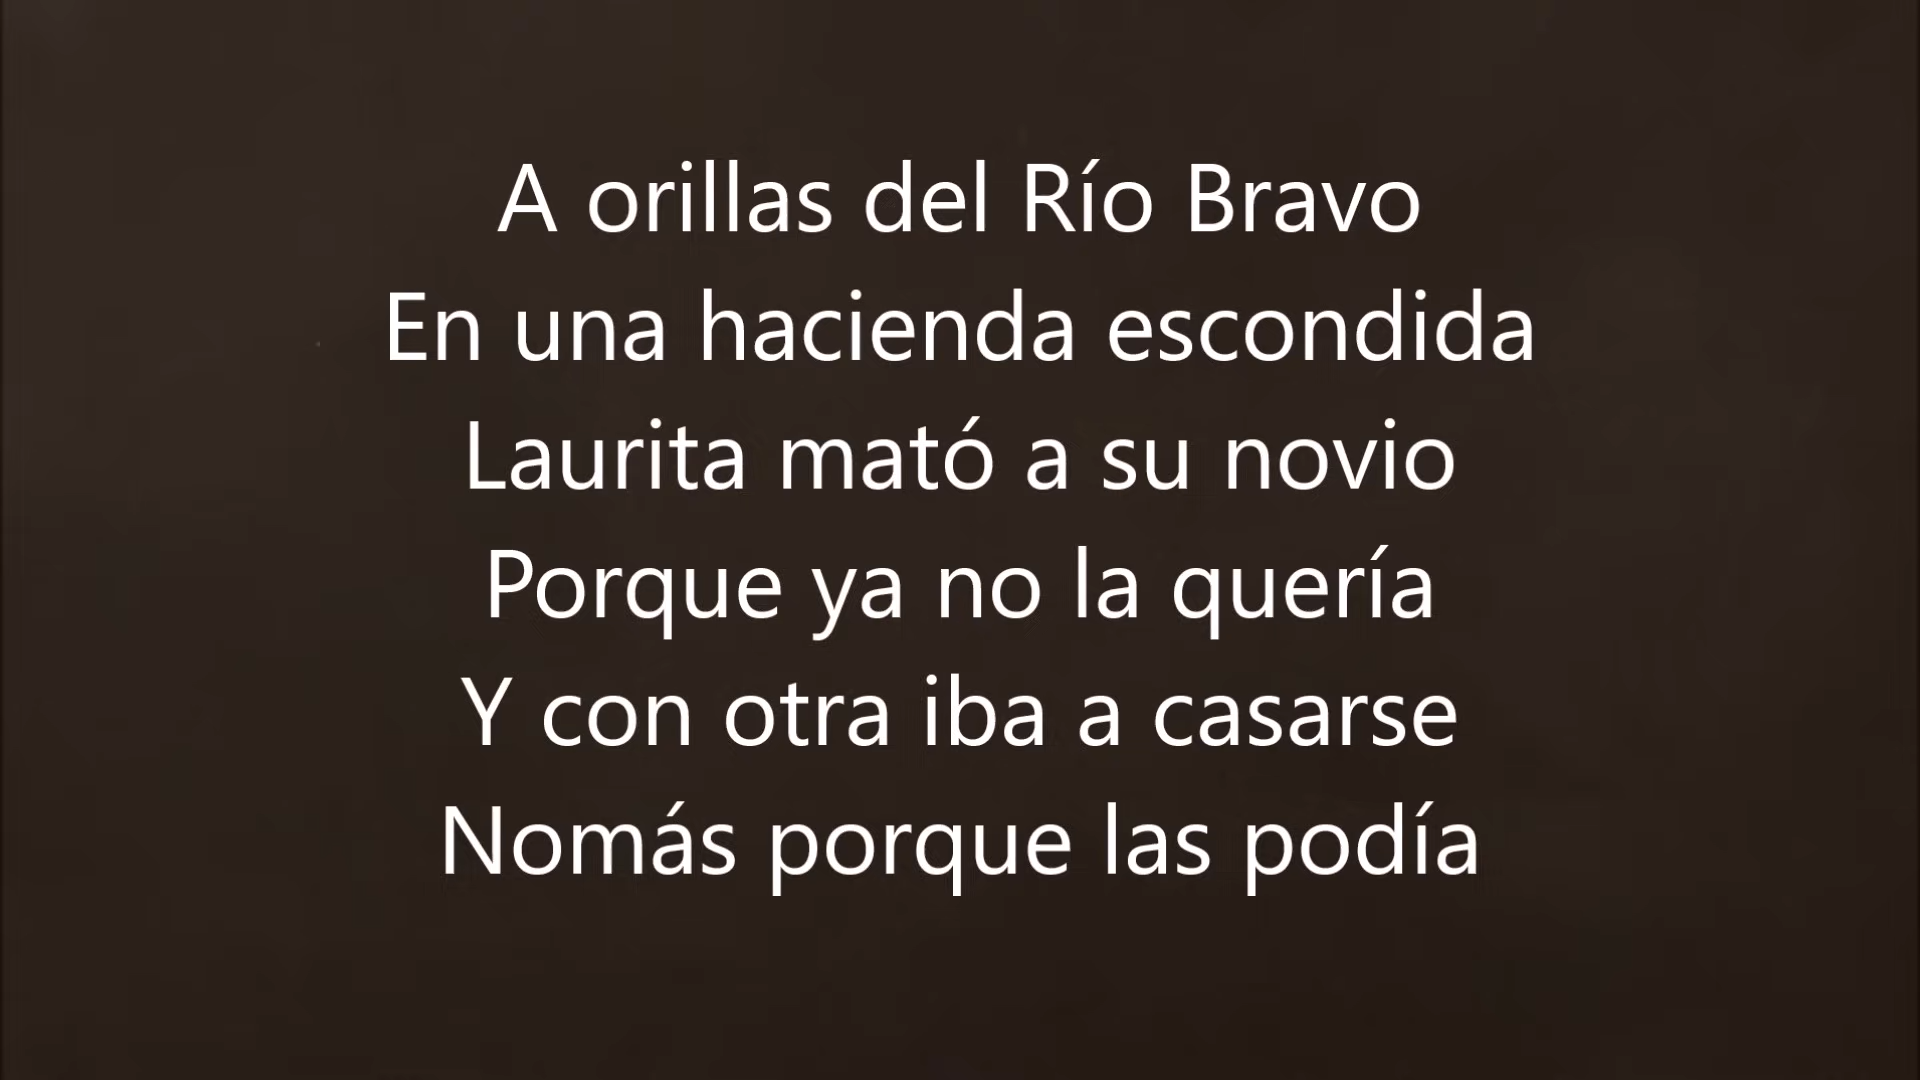 A orillas del Río Bravo
En una hacienda escondida
Laurita mató a su novio
Porque ya no la quería
Y con otra iba a casarse
Nomás porque las podía